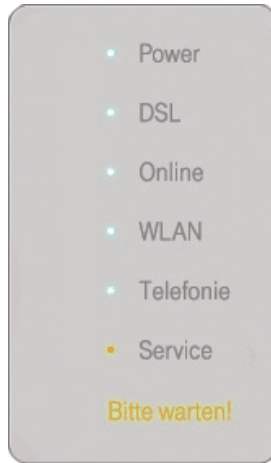 Power
DSL
Online
WLAN
Telefonie
Service
Bitte warten!